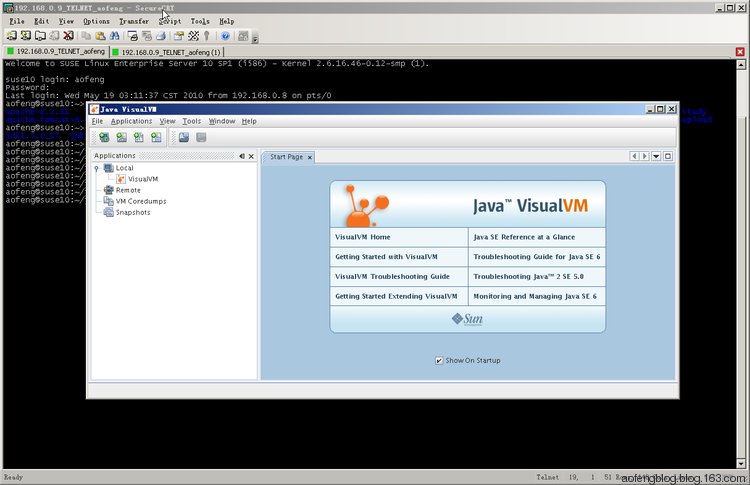 192.168.0.9_TELNET_aofeng - SecureCRT
File Edit View Options Transfer Script Tools Help
192.168.0.9_TELNET_aofeng
192.168.0.9_TELNET_aofeng (1)
Welcome to SUSE Linux Enterprise Server 10 SP1 (i586) - Kernel 2.6.16.46-0.12-smp (1).
suse10 login: aofeng
Password:
Last login: Wed May 19 03:11:37 CST 2010 from 192.168.0.8 on pts/0
aofeng@suse10:~>
aofeng@suse10:~>
aofeng@suse10:~>
aofeng@suse10:~/
aofeng@suse10:~/
aofeng@suse10:~/
aofeng@suse10:~/
aofeng@suse10:~/
aofeng@suse10:~/
aofeng@suse10:~/
Java VisualVM
File Applications View Tools Window Help
Applications
Local
VisualVM
Remote
VM Coredumps
Snapshots
Start Page
Java™ VisualVM
VisualVM Home
Java SE Reference at a Glance
Getting Started with VisualVM
Troubleshooting Guide for Java SE 6
VisualVM Troubleshooting Guide
Troubleshooting Java™ 2 SE 5.0
Getting Started Extending VisualVM
Monitoring and Managing Java SE 6
Sun
Show On Startup
Ready
Telnet 19, 1 51
aofengblog.blog.163.com